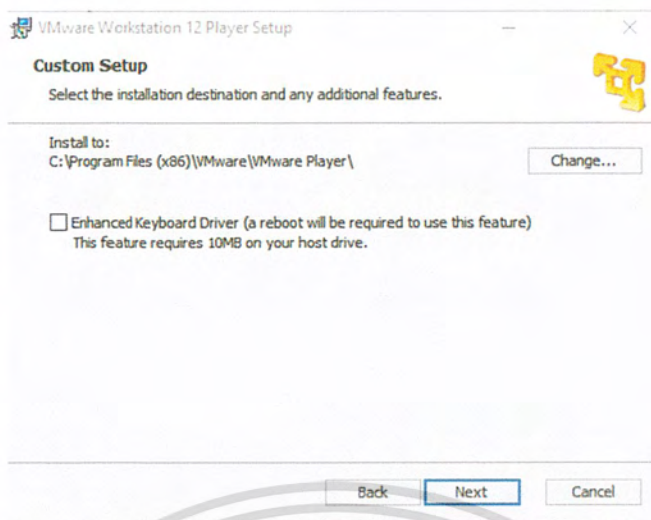 VMware Workstation 12 Player Setup
Custom Setup
Select the installation destination and any additional features.
Install to:
C:\Program Files (x86)\VMware\VMware Player\
Change...
Enhanced Keyboard Driver (a reboot will be required to use this feature)
This feature requires 10MB on your host drive.
Back Next Cancel